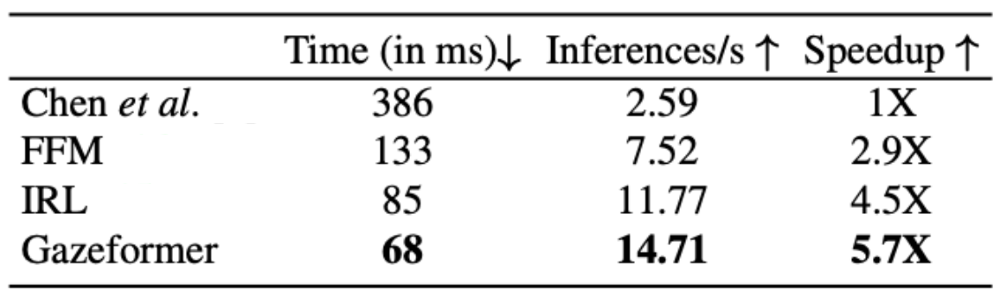 Time (in ms)↓ Inferences/s ↑ Speedup ↑
Chen et al. 386 2.59 1X
FFM 133 7.52 2.9X
IRL 85 11.77 4.5X
Gazeformer 68 14.71 5.7X